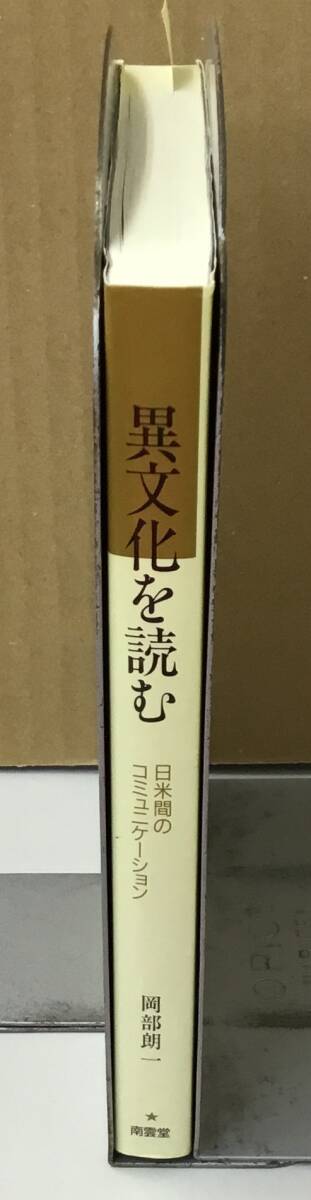 異文化を読む
日米間の
コミュニケーション
岡部朗一
★
南雲堂